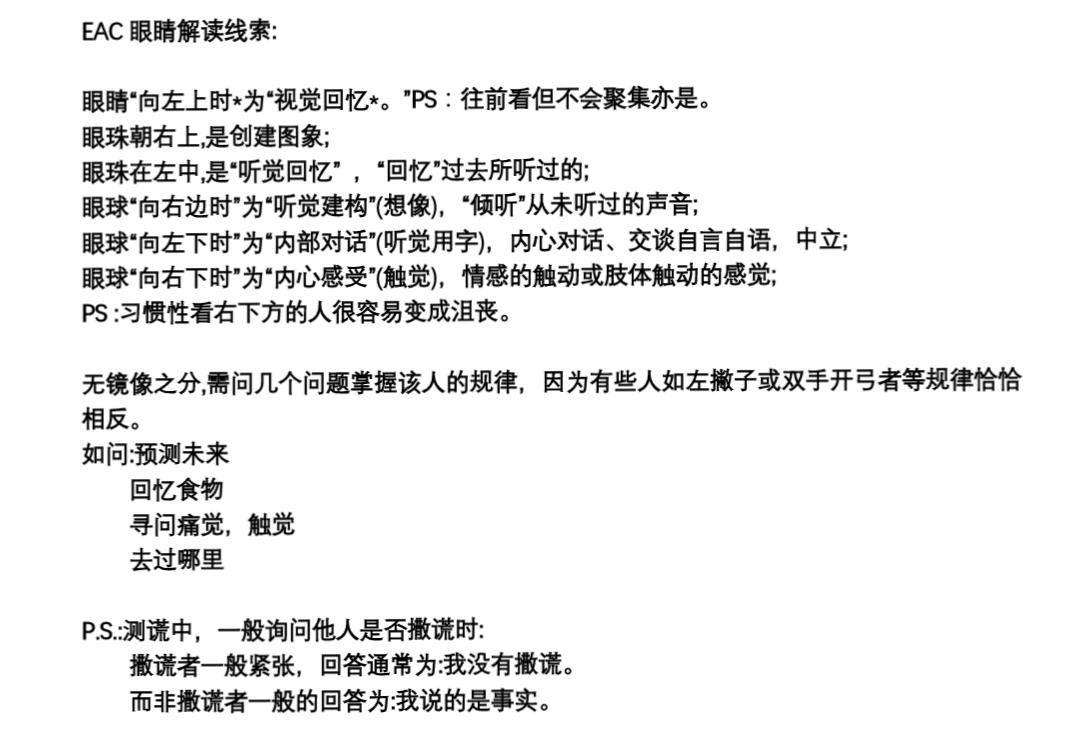 EAC 眼睛解读线索:
眼睛“向左上时*为“视觉回忆*。”PS：往前看但不会聚集亦是。
眼珠朝右上,是创建图象;
眼珠在左中,是“听觉回忆”，“回忆”过去所听过的;
眼球“向右边时”为“听觉建构”(想像)，“倾听”从未听过的声音;
眼球“向左下时”为“内部对话”(听觉用字)，内心对话、交谈自言自语，中立;
眼球“向右下时”为“内心感受”(触觉)，情感的触动或肢体触动的感觉;
PS :习惯性看右下方的人很容易变成沮丧。
无镜像之分,需问几个问题掌握该人的规律，因为有些人如左撇子或双手开弓者等规律恰恰
相反。
如问:预测未来
回忆食物
寻问痛觉，触觉
去过哪里
P.S.:测谎中，一般询问他人是否撒谎时:
撒谎者一般紧张，回答通常为:我没有撒谎。
而非撒谎者一般的回答为:我说的是事实。